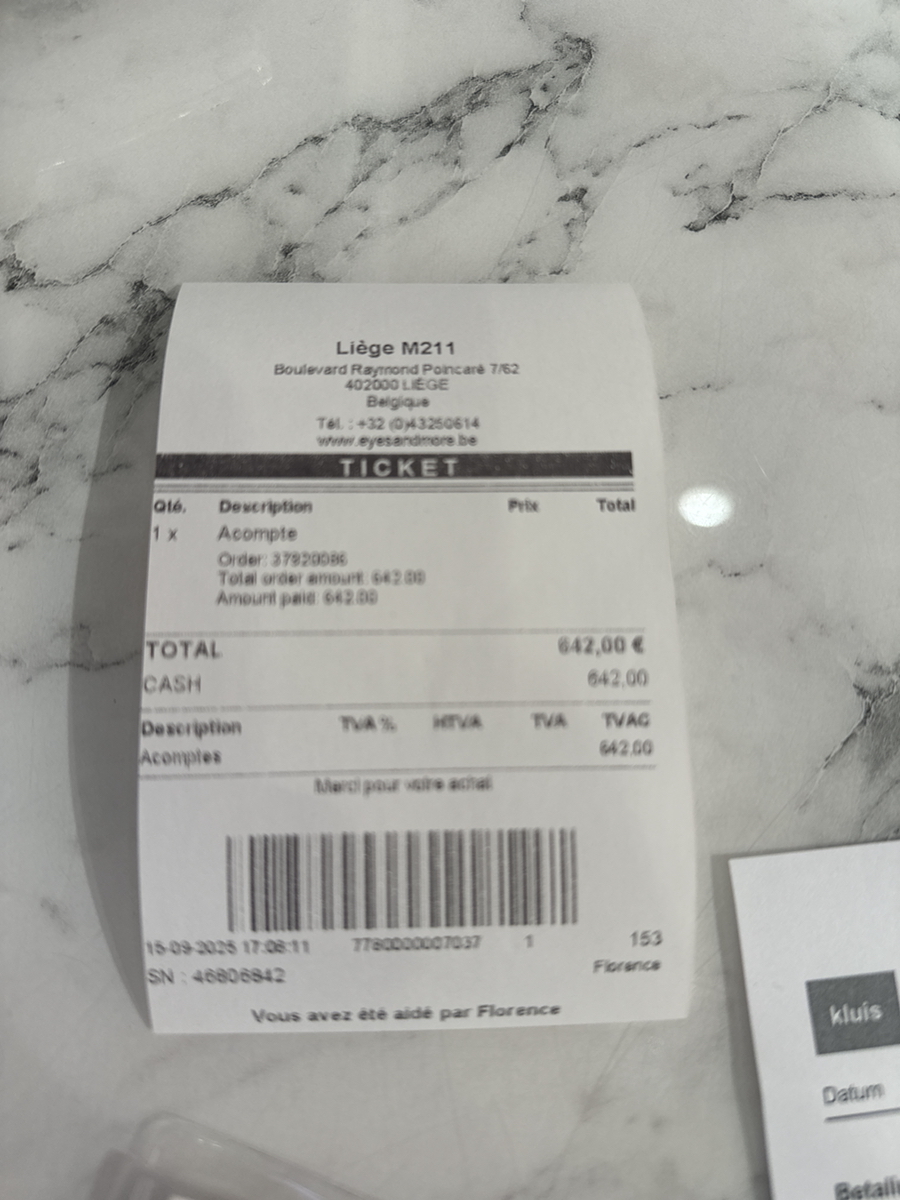 Liège M211
Boulevard Raymond Poincaré 7/62
402000 LIÈGE
Belgique
Tél. : +32 (0)43250614
www.eyesandmore.be
TICKET
Qté. Description Prix Total
1 x Acompte
Order: 37820086
Total order amount: 642.00
Amount paid: 642.00
TOTAL 642,00 €
CASH 642,00
Description TVA % HTVA TVA TVAC
Acomptes 642.00
Merci pour votre achat
15-09-2025 17:08:11 7780000007037 1 153
SN : 46806842 Florence
Vous avez été aidé par Florence
kluis
Datum